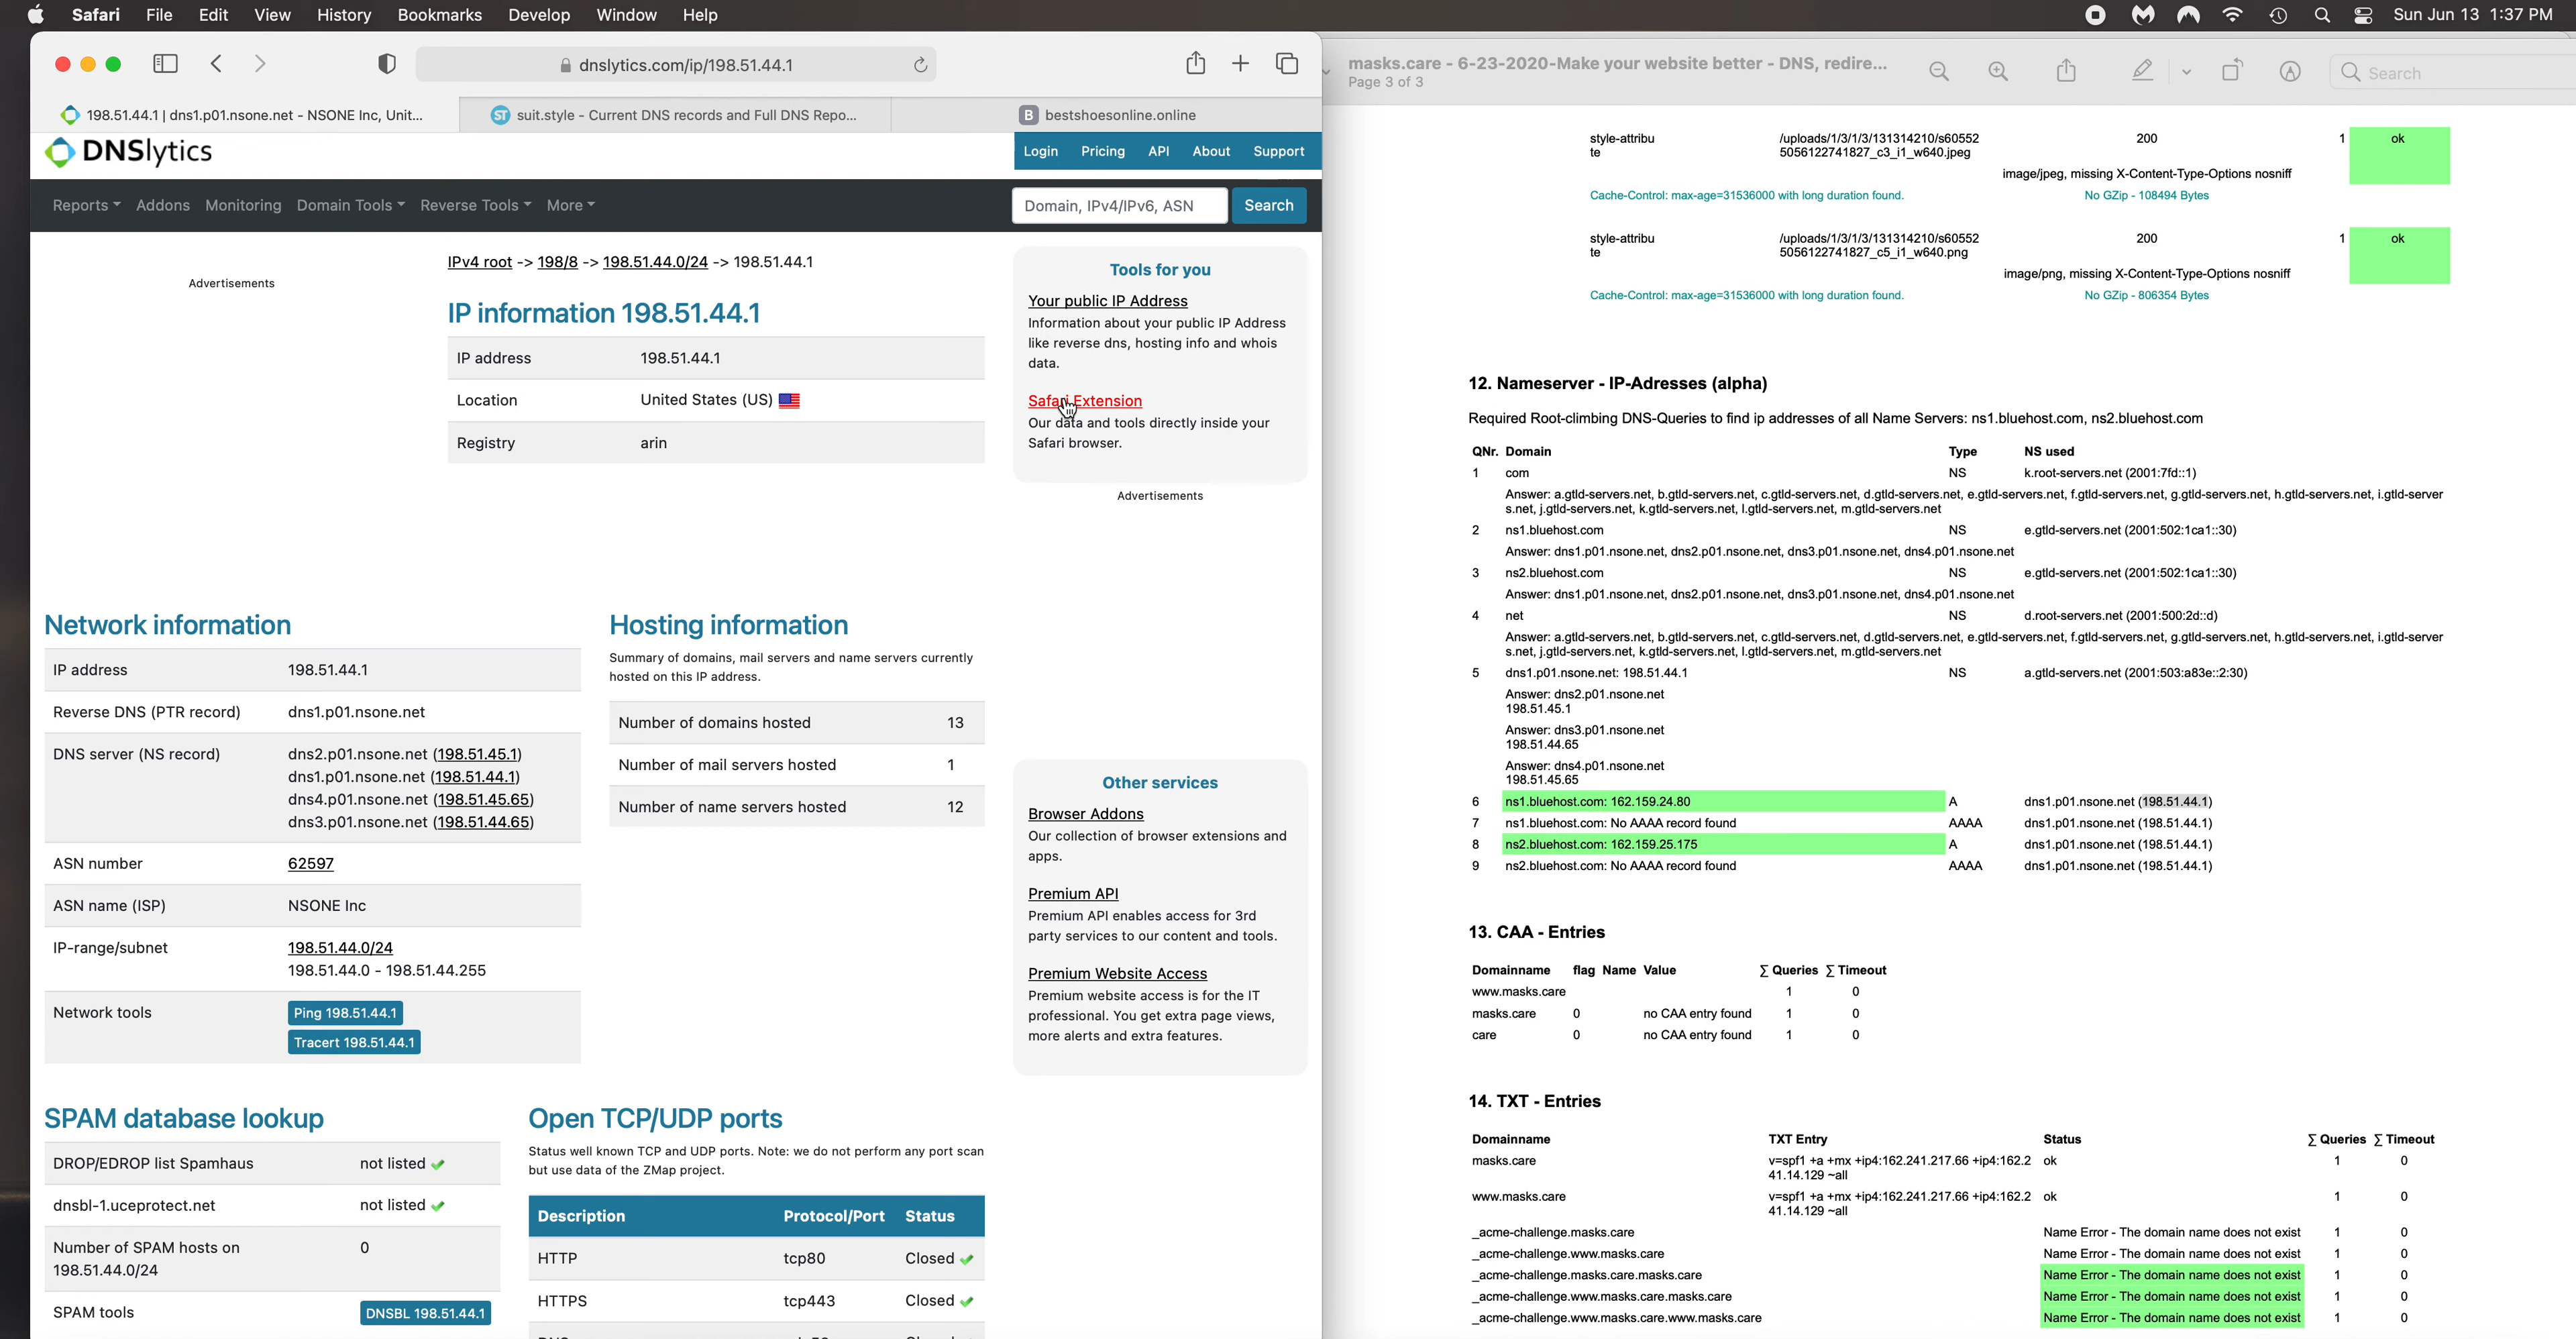 Safari File Edit View History Bookmarks Develop Window Help
Sun Jun 13 1:37 PM
dnslytics.com/ip/198.51.44.1
198.51.44.1 | dns1.p01.nsone.net - NSONE Inc, Unit...
ST suit.style - Current DNS records and Full DNS Repo...
B bestshoesonline.online
DNSlytics
Login Pricing API About Support
Reports Addons Monitoring Domain Tools Reverse Tools More
Domain, IPv4/IPv6, ASN Search
IPv4 root -> 198/8 -> 198.51.44.0/24 -> 198.51.44.1
Advertisements
IP information 198.51.44.1
IP address 198.51.44.1
Location United States (US)
Registry arin
Tools for you
Your public IP Address
Information about your public IP Address
like reverse dns, hosting info and whois
data.
Safari Extension
Our data and tools directly inside your
Safari browser.
Advertisements
Network information
IP address 198.51.44.1
Reverse DNS (PTR record) dns1.p01.nsone.net
DNS server (NS record) dns2.p01.nsone.net (198.51.45.1)
dns1.p01.nsone.net (198.51.44.1)
dns4.p01.nsone.net (198.51.45.65)
dns3.p01.nsone.net (198.51.44.65)
ASN number 62597
ASN name (ISP) NSONE Inc
IP-range/subnet 198.51.44.0/24
198.51.44.0 - 198.51.44.255
Network tools Ping 198.51.44.1
Tracert 198.51.44.1
Hosting information
Summary of domains, mail servers and name servers currently
hosted on this IP address.
Number of domains hosted 13
Number of mail servers hosted 1
Number of name servers hosted 12
Other services
Browser Addons
Our collection of browser extensions and
apps.
Premium API
Premium API enables access for 3rd
party services to our content and tools.
Premium Website Access
Premium website access is for the IT
professional. You get extra page views,
more alerts and extra features.
SPAM database lookup
DROP/EDROP list Spamhaus not listed
dnsbl-1.uceprotect.net not listed
Number of SPAM hosts on 0
198.51.44.0/24
SPAM tools DNSBL 198.51.44.1
Open TCP/UDP ports
Status well known TCP and UDP ports. Note: we do not perform any port scan
but use data of the ZMap project.
Description Protocol/Port Status
HTTP tcp80 Closed
HTTPS tcp443 Closed
masks.care - 6-23-2020-Make your website better - DNS, redire...
Page 3 of 3
Search
style-attribu /uploads/1/3/1/3/131314210/s60552 200 1 ok
te 5056122741827_c3_i1_w640.jpeg
image/jpeg, missing X-Content-Type-Options nosniff
Cache-Control: max-age=31536000 with long duration found. No GZip - 108494 Bytes
style-attribu /uploads/1/3/1/3/131314210/s60552 200 1 ok
te 5056122741827_c5_i1_w640.png
image/png, missing X-Content-Type-Options nosniff
Cache-Control: max-age=31536000 with long duration found. No GZip - 806354 Bytes
12. Nameserver - IP-Adresses (alpha)
Required Root-climbing DNS-Queries to find ip addresses of all Name Servers: ns1.bluehost.com, ns2.bluehost.com
QNr. Domain Type NS used
1 com NS k.root-servers.net (2001:7fd::1)
Answer: a.gtld-servers.net, b.gtld-servers.net, c.gtld-servers.net, d.gtld-servers.net, e.gtld-servers.net, f.gtld-servers.net, g.gtld-servers.net, h.gtld-servers.net, i.gtld-server
s.net, j.gtld-servers.net, k.gtld-servers.net, l.gtld-servers.net, m.gtld-servers.net
2 ns1.bluehost.com NS e.gtld-servers.net (2001:502:1ca1::30)
Answer: dns1.p01.nsone.net, dns2.p01.nsone.net, dns3.p01.nsone.net, dns4.p01.nsone.net
3 ns2.bluehost.com NS e.gtld-servers.net (2001:502:1ca1::30)
Answer: dns1.p01.nsone.net, dns2.p01.nsone.net, dns3.p01.nsone.net, dns4.p01.nsone.net
4 net NS d.root-servers.net (2001:500:2d::d)
Answer: a.gtld-servers.net, b.gtld-servers.net, c.gtld-servers.net, d.gtld-servers.net, e.gtld-servers.net, f.gtld-servers.net, g.gtld-servers.net, h.gtld-servers.net, i.gtld-server
s.net, j.gtld-servers.net, k.gtld-servers.net, l.gtld-servers.net, m.gtld-servers.net
5 dns1.p01.nsone.net: 198.51.44.1 NS a.gtld-servers.net (2001:503:a83e::2:30)
Answer: dns2.p01.nsone.net
198.51.45.1
Answer: dns3.p01.nsone.net
198.51.44.65
Answer: dns4.p01.nsone.net
198.51.45.65
6 ns1.bluehost.com: 162.159.24.80 A dns1.p01.nsone.net (198.51.44.1)
7 ns1.bluehost.com: No AAAA record found AAAA dns1.p01.nsone.net (198.51.44.1)
8 ns2.bluehost.com: 162.159.25.175 A dns1.p01.nsone.net (198.51.44.1)
9 ns2.bluehost.com: No AAAA record found AAAA dns1.p01.nsone.net (198.51.44.1)
13. CAA - Entries
Domainname flag Name Value ∑ Queries ∑ Timeout
www.masks.care 1 0
masks.care 0 no CAA entry found 1 0
care 0 no CAA entry found 1 0
14. TXT - Entries
Domainname TXT Entry Status ∑ Queries ∑ Timeout
masks.care v=spf1 +a +mx +ip4:162.241.217.66 +ip4:162.2 ok 1 0
41.14.129 ~all
www.masks.care v=spf1 +a +mx +ip4:162.241.217.66 +ip4:162.2 ok 1 0
41.14.129 ~all
_acme-challenge.masks.care Name Error - The domain name does not exist 1 0
_acme-challenge.www.masks.care Name Error - The domain name does not exist 1 0
_acme-challenge.masks.care.masks.care Name Error - The domain name does not exist 1 0
_acme-challenge.www.masks.care.masks.care Name Error - The domain name does not exist 1 0
_acme-challenge.www.masks.care.www.masks.care Name Error - The domain name does not exist 1 0